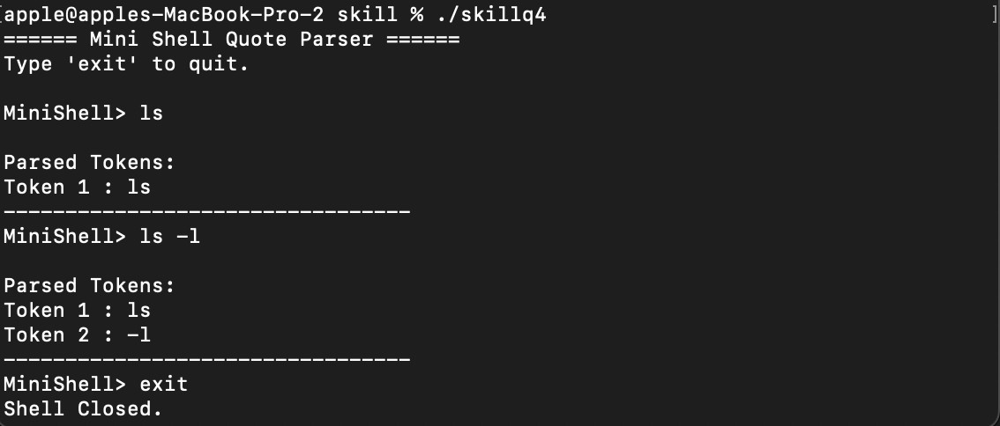 [apple@apples-MacBook-Pro-2 skill % ./skillq4 ]
====== Mini Shell Quote Parser ======
Type 'exit' to quit.
MiniShell> ls
Parsed Tokens:
Token 1 : ls
---------------------------------
MiniShell> ls -l
Parsed Tokens:
Token 1 : ls
Token 2 : -l
---------------------------------
MiniShell> exit
Shell Closed.